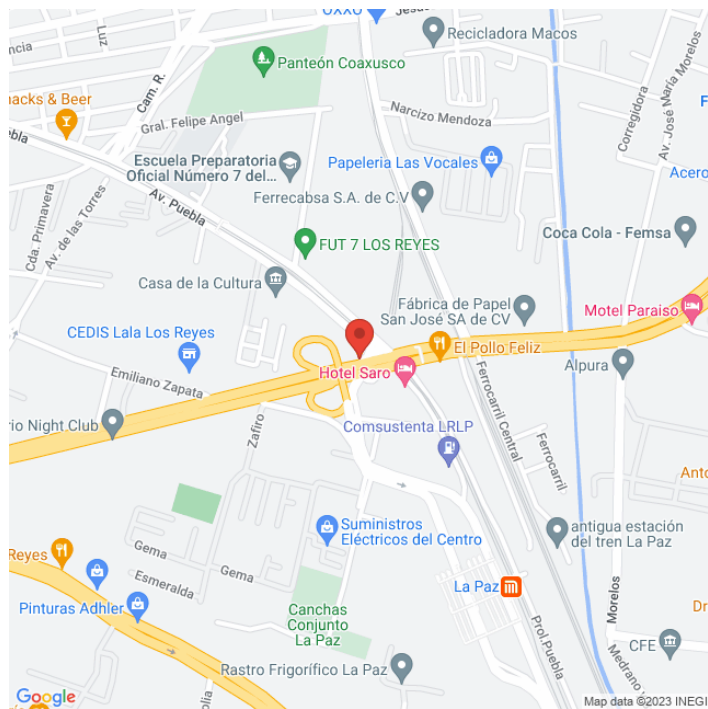 OXXO
Jesús
Recicladora Macos
Luz
Cam. R.
Panteón Coaxusco
Corregidora
Av. José María Morelos
Gral. Felipe Angel
Narcizo Mendoza
nacks & Beer
ebla
Escuela Preparatoria
Oficial Número 7 del...
Papeleria Las Vocales
Acero
Av. Puebla
Ferrecabsa S.A. de C.V
Cda. Primavera
Av. de las Torres
FUT 7 LOS REYES
Coca Cola - Femsa
Casa de la Cultura
Fábrica de Papel
San José SA de CV
Motel Paraiso
CEDIS Lala Los Reyes
El Pollo Feliz
Hotel Saro
Alpura
Emiliano Zapata
Ferrocarril Central
rio Night Club
Zafiro
Comsustenta LRLP
Ferrocarril
Anto
Suministros
Eléctricos del Centro
antigua estación
del tren La Paz
Reyes
Gema
Gema
Esmeralda
La Paz
Pinturas Adhler
Canchas
Conjunto
La Paz
Prol.Puebla
Morelos
Dr
CFE
Rastro Frigorífico La Paz
Medrano
Google
Map data ©2023 INEGI